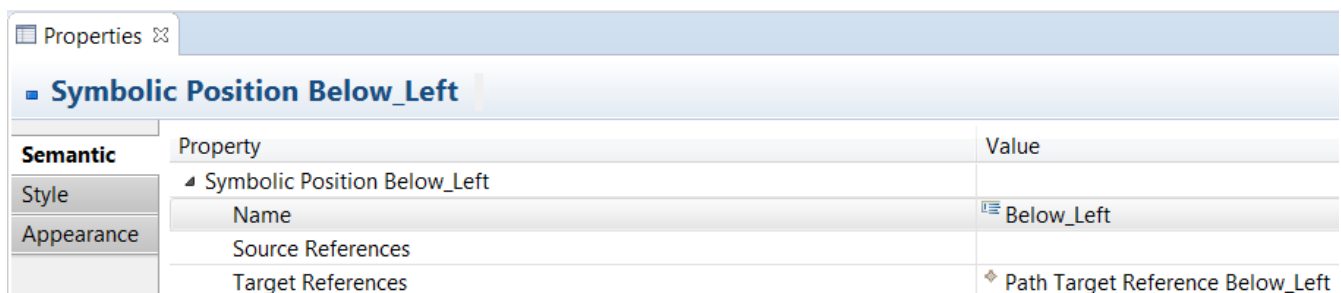 Properties
Symbolic Position Below_Left
Semantic
Style
Appearance
Property Value
Symbolic Position Below_Left
Name Below_Left
Source References
Target References Path Target Reference Below_Left